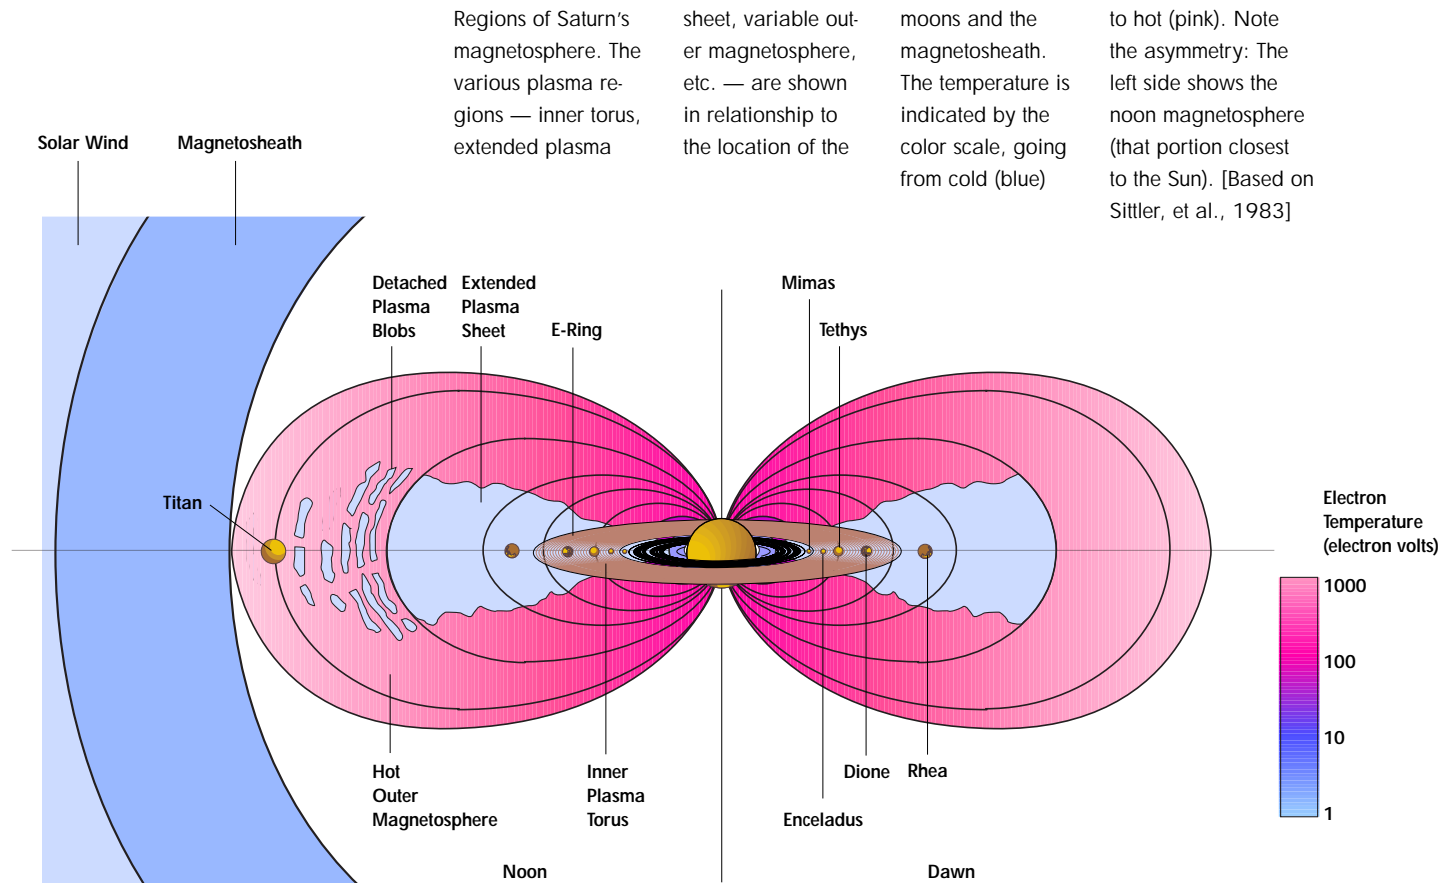 Regions of Saturn's
magnetosphere. The
various plasma re-
gions — inner torus,
extended plasma
sheet, variable out-
er magnetosphere,
etc. — are shown
in relationship to
the location of the
moons and the
magnetosheath.
The temperature is
indicated by the
color scale, going
from cold (blue)
to hot (pink). Note
the asymmetry: The
left side shows the
noon magnetosphere
(that portion closest
to the Sun). [Based on
Sittler, et al., 1983]
Solar Wind
Magnetosheath
Detached
Plasma
Blobs
Extended
Plasma
Sheet
E-Ring
Mimas
Tethys
Titan
Electron
Temperature
(electron volts)
1000
100
10
1
Hot
Outer
Magnetosphere
Inner
Plasma
Torus
Enceladus
Dione
Rhea
Noon
Dawn